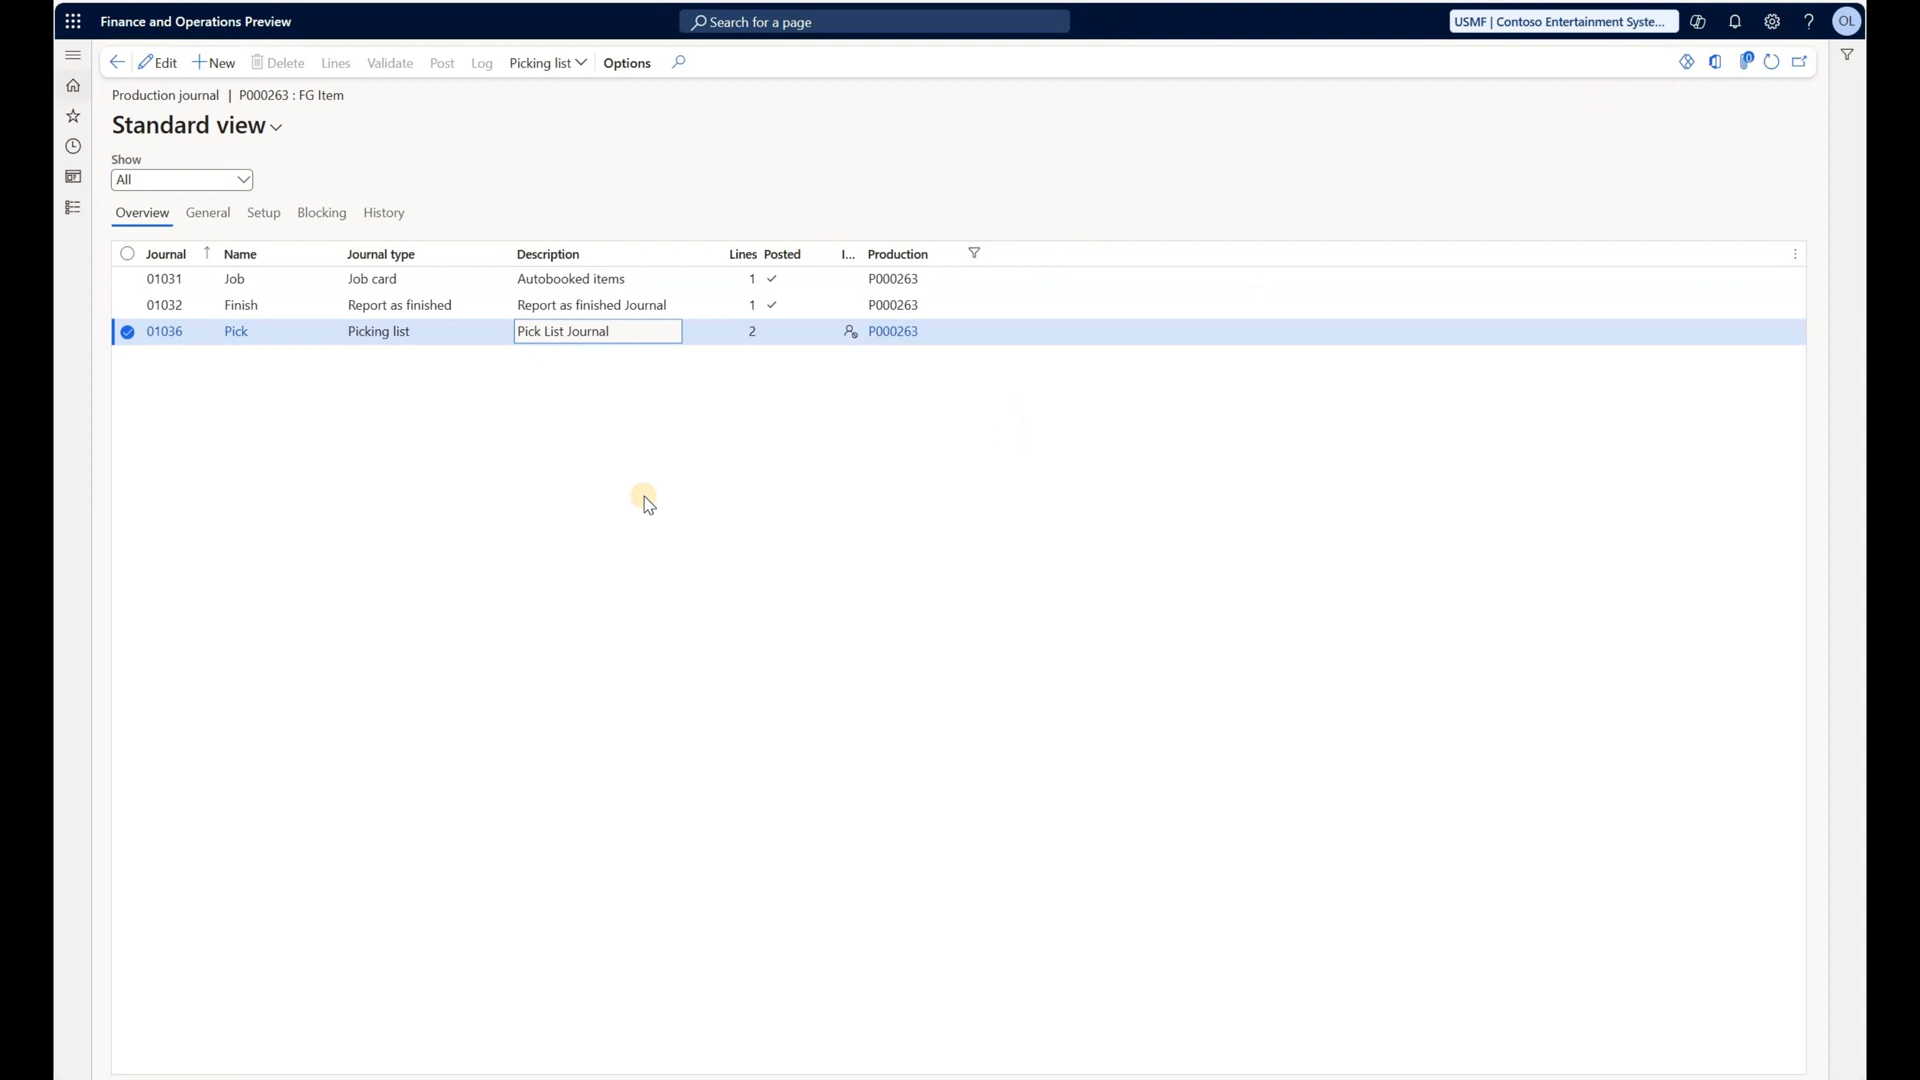 Finance and Operations Preview
Search for a page
USMF | Contoso Entertainment Syste...
OL
Edit New Delete Lines Validate Post Log Picking list Options
0
Production journal | P000263 : FG Item
Standard view
Show
All
Overview General Setup Blocking History
Journal Name Journal type Description Lines Posted I... Production
01031 Job Job card Autobooked items 1 P000263
01032 Finish Report as finished Report as finished Journal 1 P000263
01036 Pick Picking list Pick List Journal 2 P000263